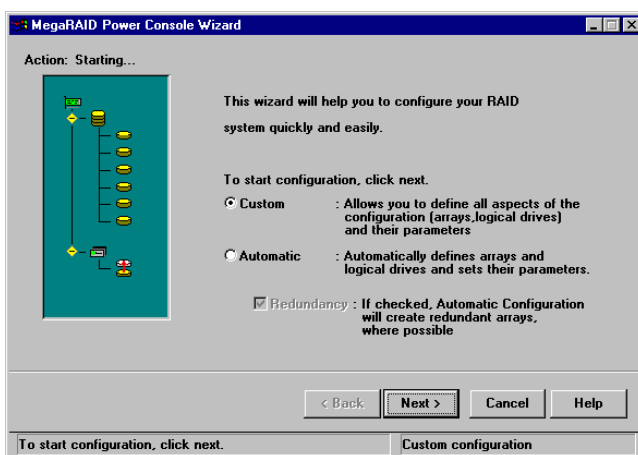 MegaRAID Power Console Wizard
Action: Starting...
This wizard will help you to configure your RAID
system quickly and easily.
To start configuration, click next.
Custom : Allows you to define all aspects of the
configuration (arrays,logical drives)
and their parameters
Automatic : Automatically defines arrays and
logical drives and sets their parameters.
Redundancy : If checked, Automatic Configuration
will create redundant arrays,
where possible
< Back Next > Cancel Help
To start configuration, click next. Custom configuration